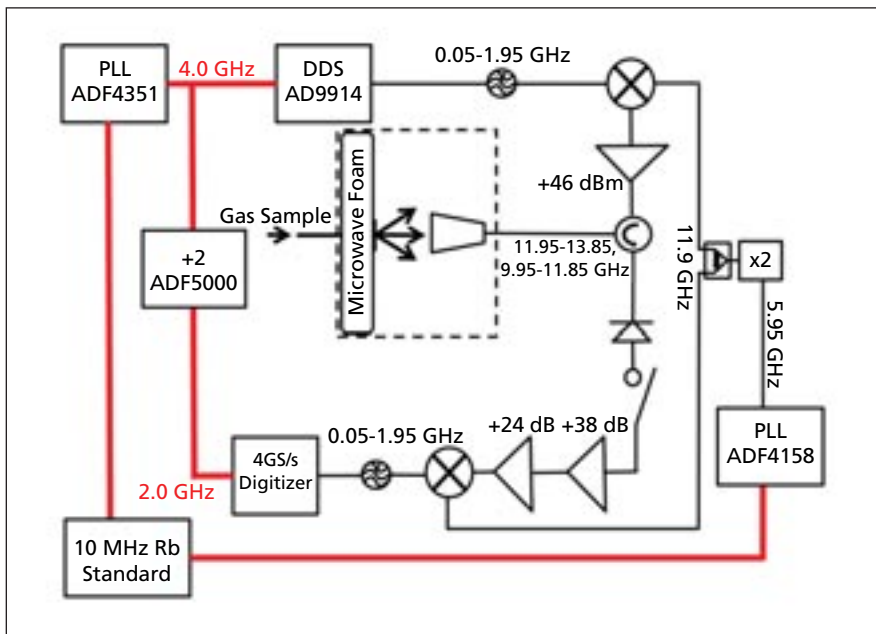 PLL
ADF4351
4.0 GHz
DDS
AD9914
0.05-1.95 GHz
+46 dBm
Gas Sample
Microwave Foam
11.95-13.85,
9.95-11.85 GHz
11.9 GHz
x2
5.95 GHz
+2
ADF5000
PLL
ADF4158
0.05-1.95 GHz
+24 dB
+38 dB
4GS/s
Digitizer
2.0 GHz
10 MHz Rb
Standard